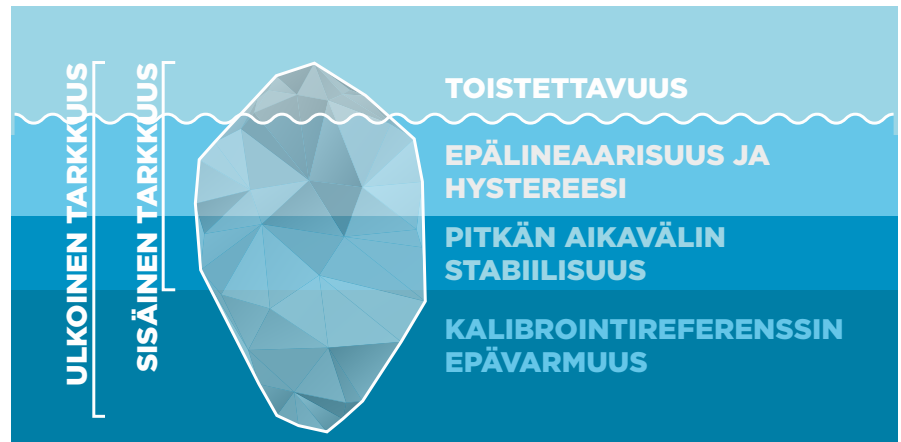 ULKOINEN TARKKUUS
SISÄINEN TARKKUUS
TOISTETTAVUUS
EPÄLINEAARISUUS JA
HYSTEREESI
PITKÄN AIKAVÄLIN
STABIILISUUS
KALIBROINTIREFERENSSIN
EPÄVARMUUS